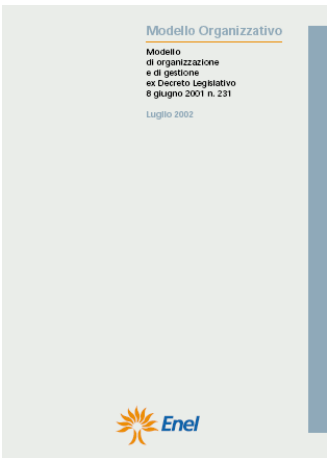 Modello Organizzativo
Modello
di organizzazione
e di gestione
ex Decreto Legislativo
8 giugno 2001 n. 231
Luglio 2002
Enel